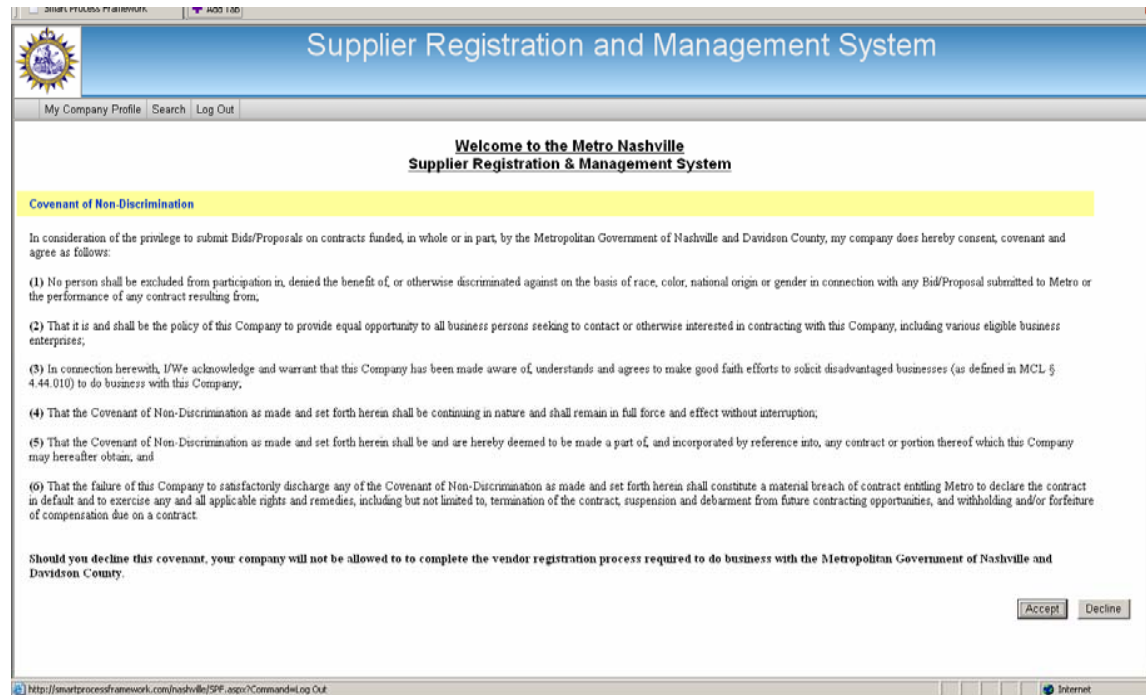 Smart Process Framework Add Tab
Supplier Registration and Management System
My Company Profile Search Log Out
Welcome to the Metro Nashville
Supplier Registration & Management System
Covenant of Non-Discrimination
In consideration of the privilege to submit Bids/Proposals on contracts funded, in whole or in part, by the Metropolitan Government of Nashville and Davidson County, my company does hereby consent, covenant and
agree as follows:
(1) No person shall be excluded from participation in, denied the benefit of, or otherwise discriminated against on the basis of race, color, national origin or gender in connection with any Bid/Proposal submitted to Metro or
the performance of any contract resulting from;
(2) That it is and shall be the policy of this Company to provide equal opportunity to all business persons seeking to contact or otherwise interested in contracting with this Company, including various eligible business
enterprises;
(3) In connection herewith, I/We acknowledge and warrant that this Company has been made aware of, understands and agrees to make good faith efforts to solicit disadvantaged businesses (as defined in MCL §
4.44.010) to do business with this Company;
(4) That the Covenant of Non-Discrimination as made and set forth herein shall be continuing in nature and shall remain in full force and effect without interruption;
(5) That the Covenant of Non-Discrimination as made and set forth herein shall be and are hereby deemed to be made a part of, and incorporated by reference into, any contract or portion thereof which this Company
may hereafter obtain; and
(6) That the failure of this Company to satisfactorily discharge any of the Covenant of Non-Discrimination as made and set forth herein shall constitute a material breach of contract entitling Metro to declare the contract
in default and to exercise any and all applicable rights and remedies, including but not limited to, termination of the contract, suspension and debarment from future contracting opportunities, and withholding and/or forfeiture
of compensation due on a contract.
Should you decline this covenant, your company will not be allowed to to complete the vendor registration process required to do business with the Metropolitan Government of Nashville and
Davidson County.
Accept Decline
http://smartprocessframework.com/nashville/SPF.aspx?Command=Log Out Internet